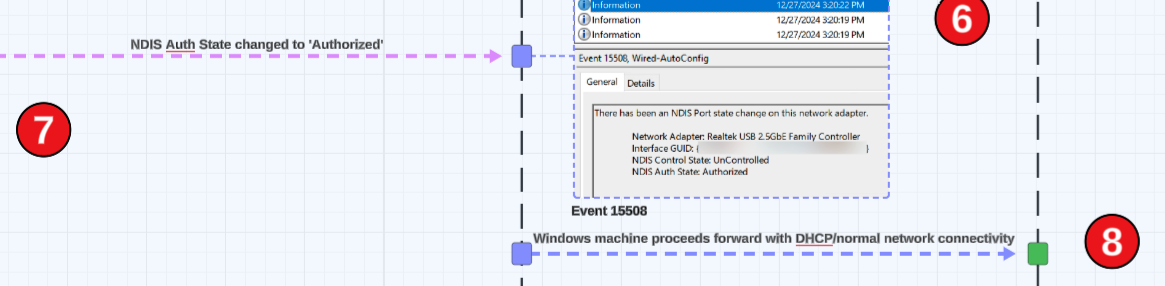 Information 12/27/2024 3:20:22 PM
Information 12/27/2024 3:20:19 PM
Information 12/27/2024 3:20:19 PM
6
NDIS Auth State changed to 'Authorized'
Event 15508, Wired-AutoConfig
General Details
7
There has been an NDIS Port state change on this network adapter.
Network Adapter: Realtek USB 2.5GbE Family Controller
Interface GUID: { }
NDIS Control State: UnControlled
NDIS Auth State: Authorized
Event 15508
Windows machine proceeds forward with DHCP/normal network connectivity
8